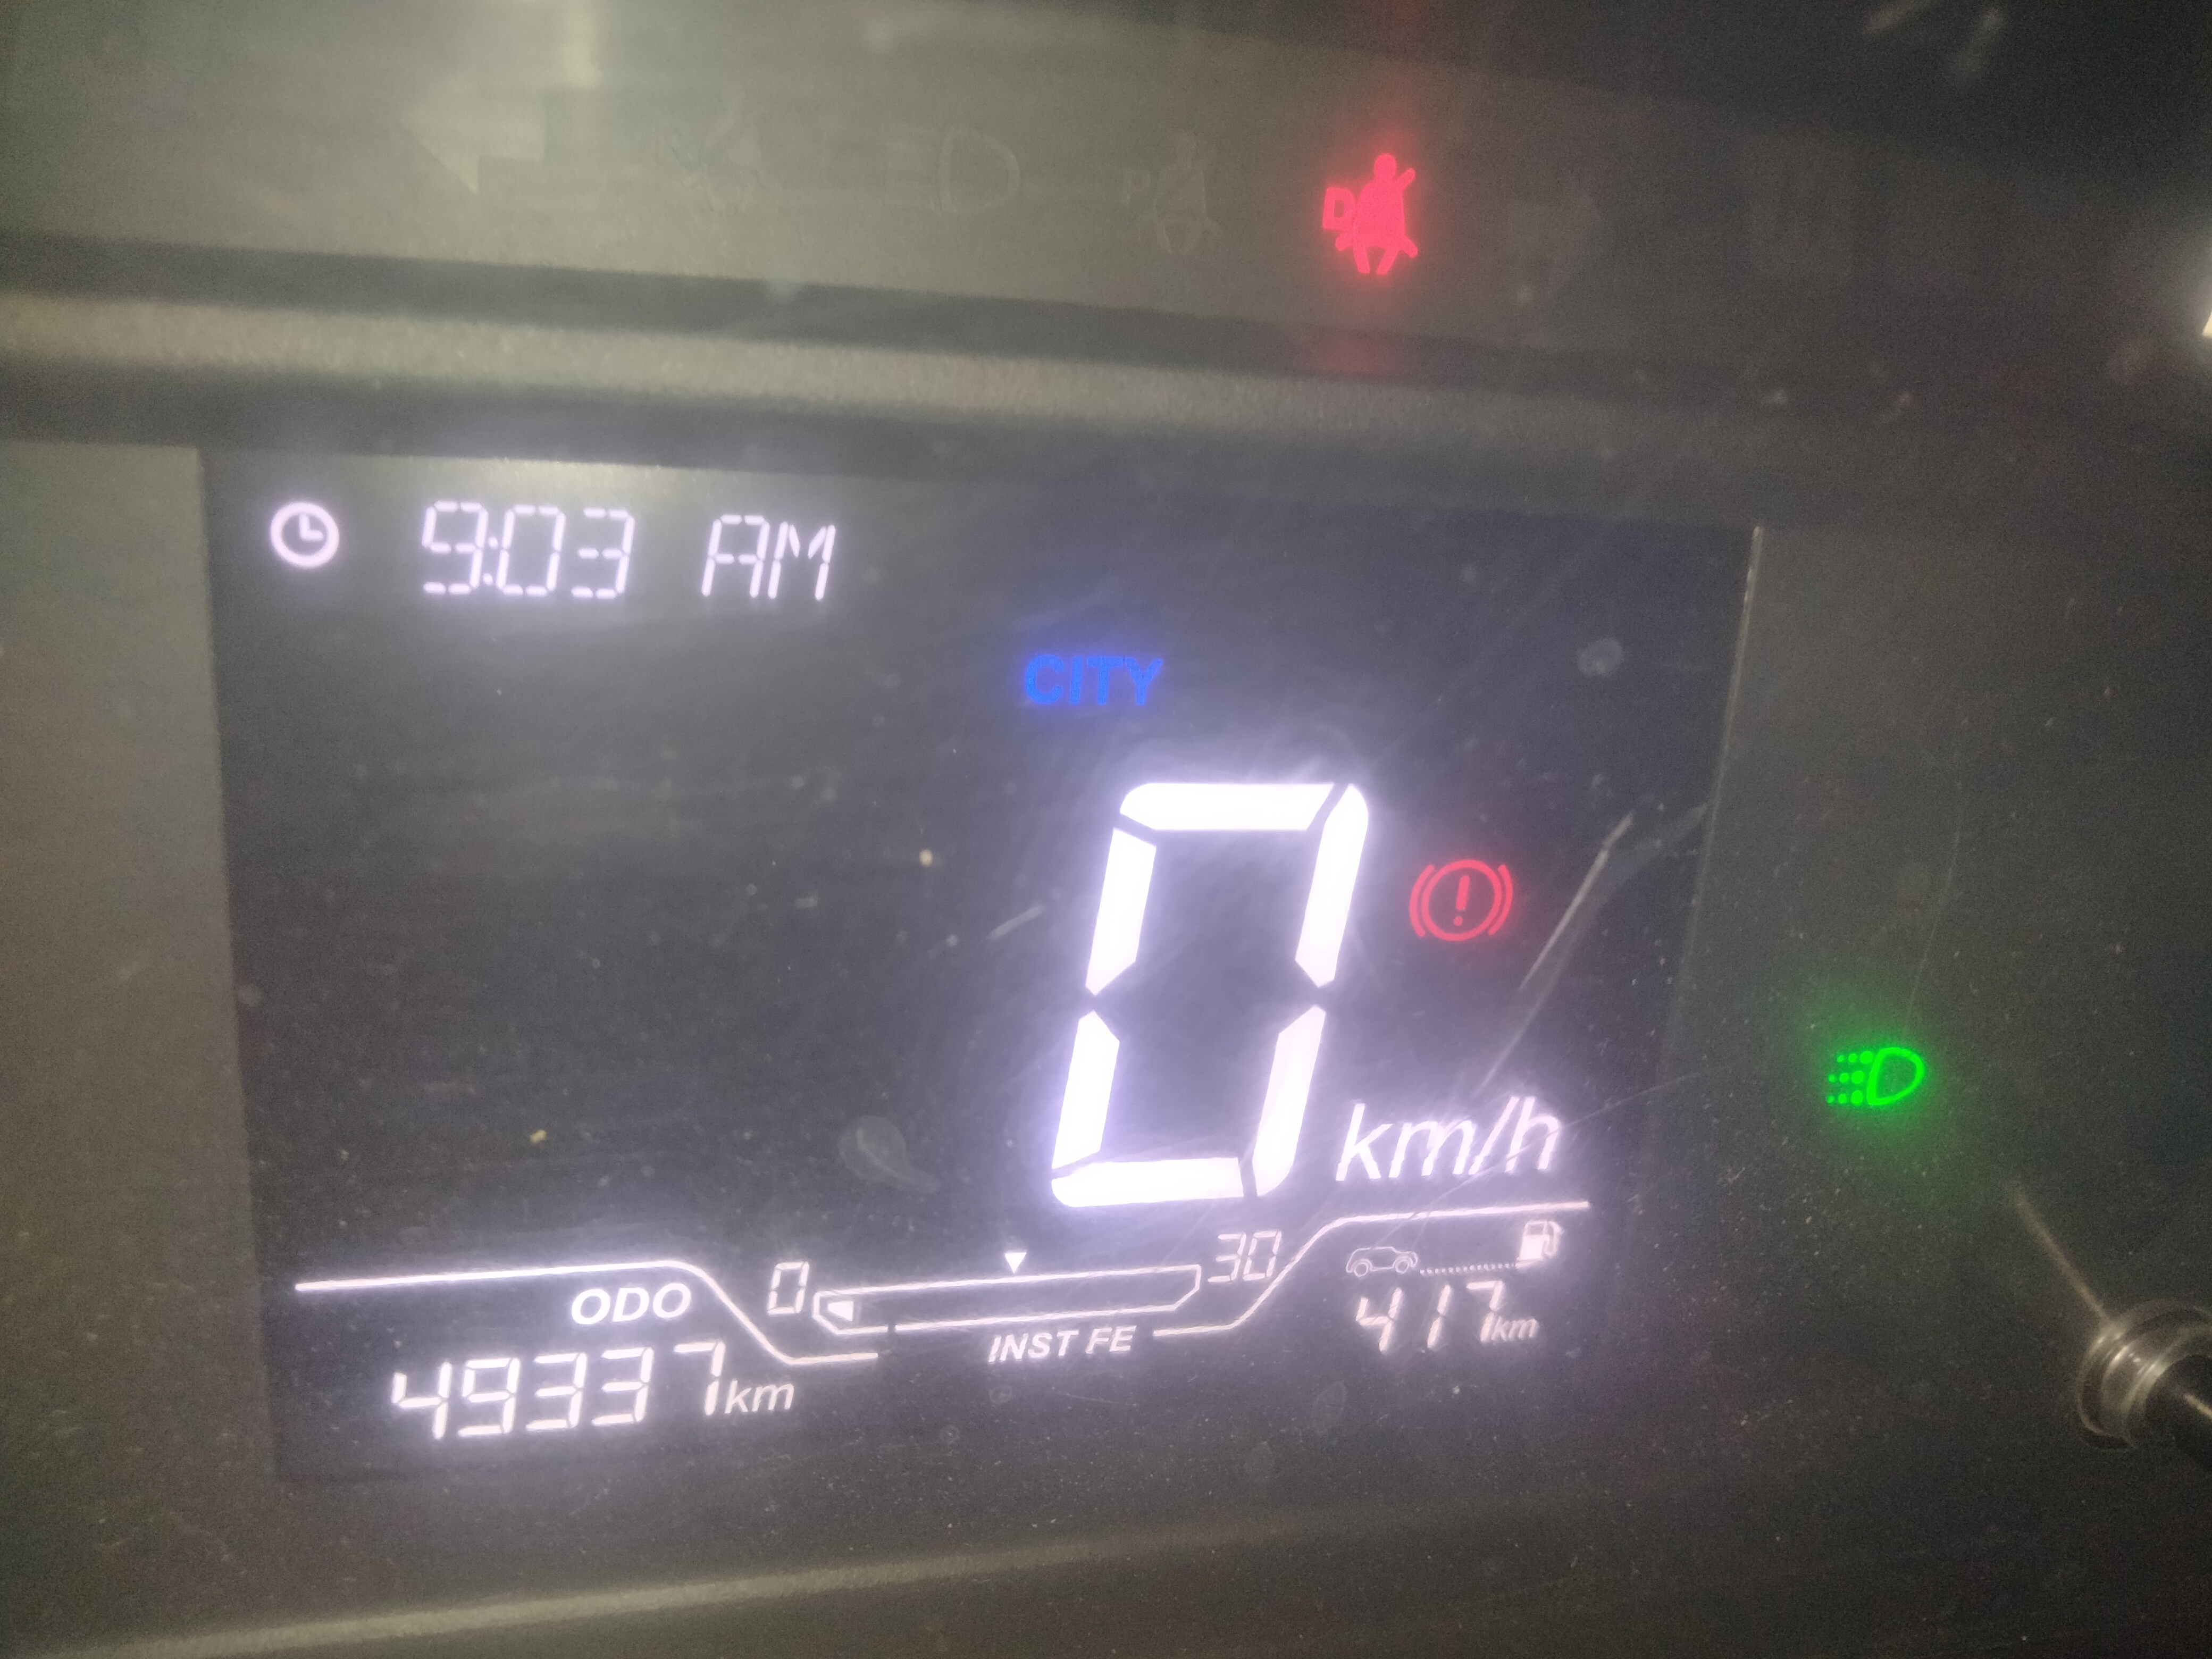 P
D
9:03 AM
CITY
0
km/h
0
30
ODO
49337km
INST FE
417km